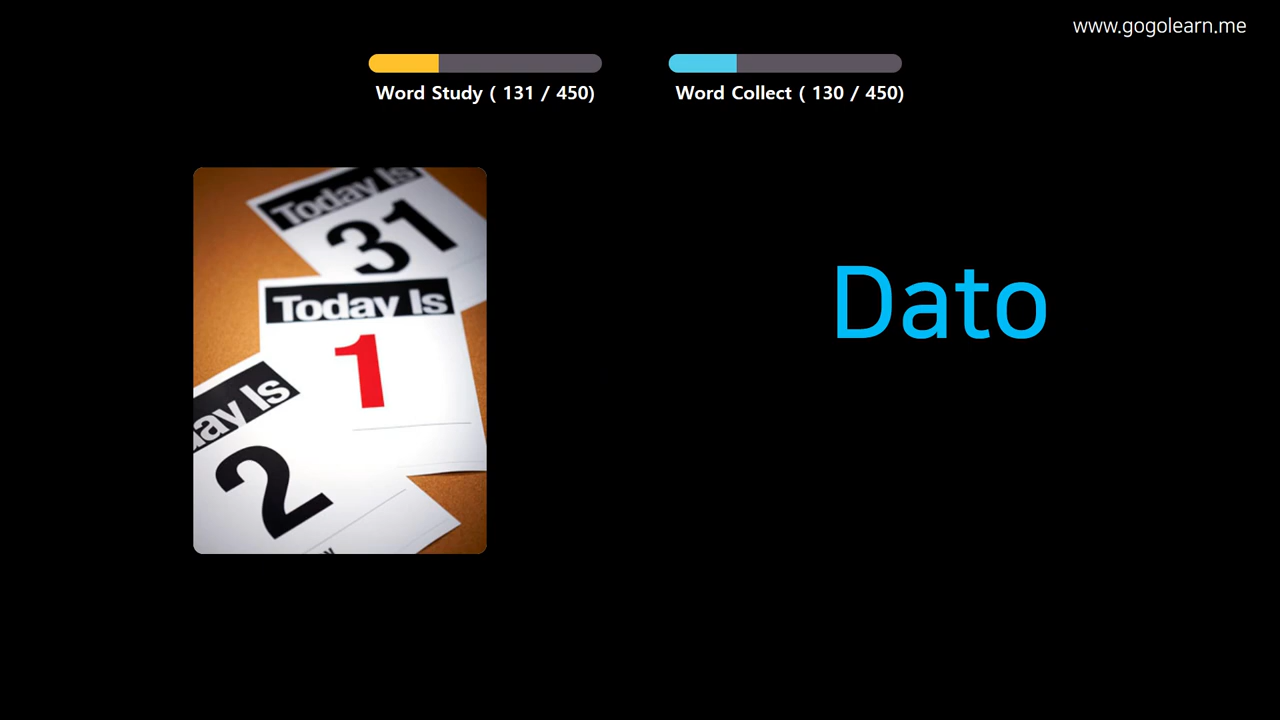 www.gogolearn.me
Word Study ( 131 / 450)
Word Collect ( 130 / 450)
Today Is
31
Today Is
1
day Is
2
Dato